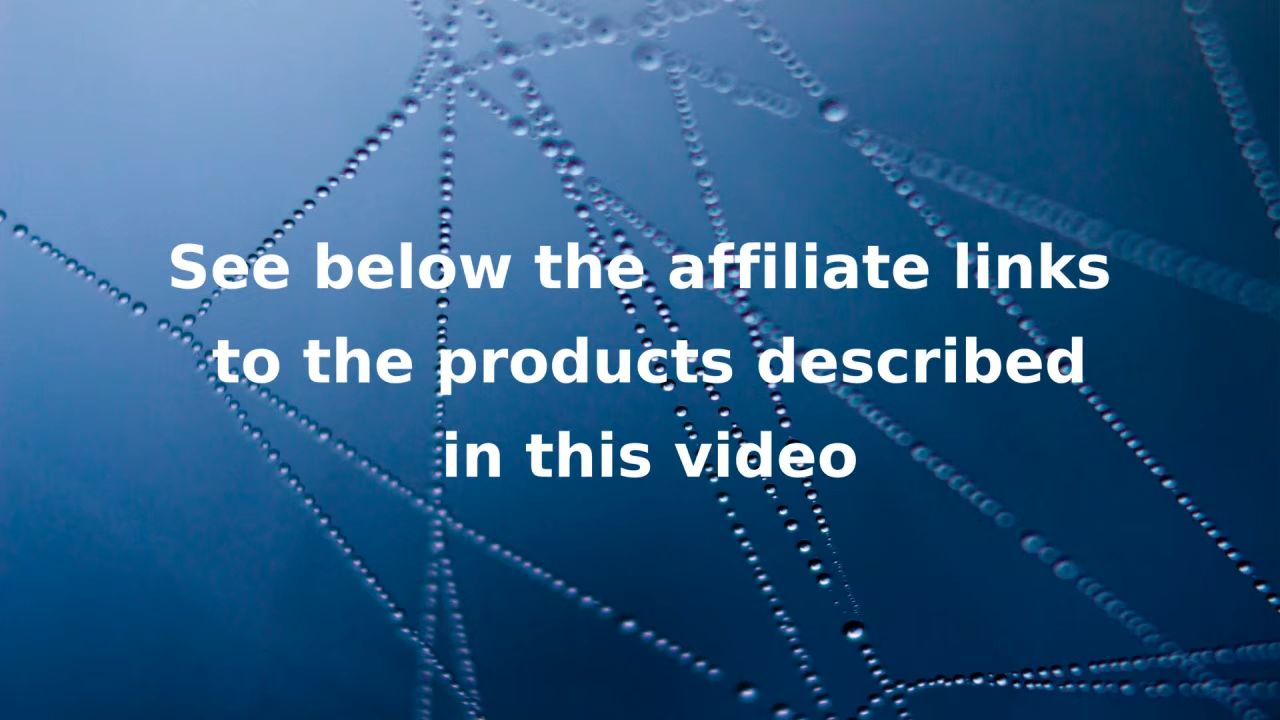 See below the affiliate links
to the products described
in this video